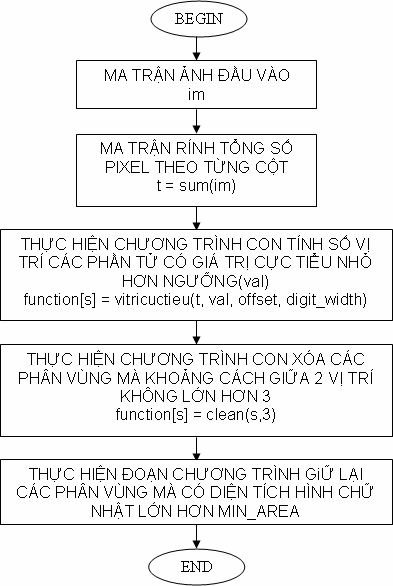 BEGIN
MA TRẬN ẢNH ĐẦU VÀO
im
MA TRẬN RÍNH TỔNG SỐ
PIXEL THEO TỪNG CỘT
t = sum(im)
THỰC HIỆN CHƯƠNG TRÌNH CON TÍNH SỐ VỊ
TRÍ CÁC PHẦN TỬ CÓ GIÁ TRỊ CỰC TIỂU NHỎ
HƠN NGƯỠNG(val)
function[s] = vitricuctieu(t, val, offset, digit_width)
THỰC HIỆN CHƯƠNG TRÌNH CON XÓA CÁC
PHÂN VÙNG MÀ KHOẢNG CÁCH GIỮA 2 VỊ TRÍ
KHÔNG LỚN HƠN 3
function[s] = clean(s,3)
THỰC HIỆN ĐOẠN CHƯƠNG TRÌNH GiỮ LẠI
CÁC PHÂN VÙNG MÀ CÓ DIỆN TÍCH HÌNH CHỮ
NHẬT LỚN HƠN MIN_AREA
END